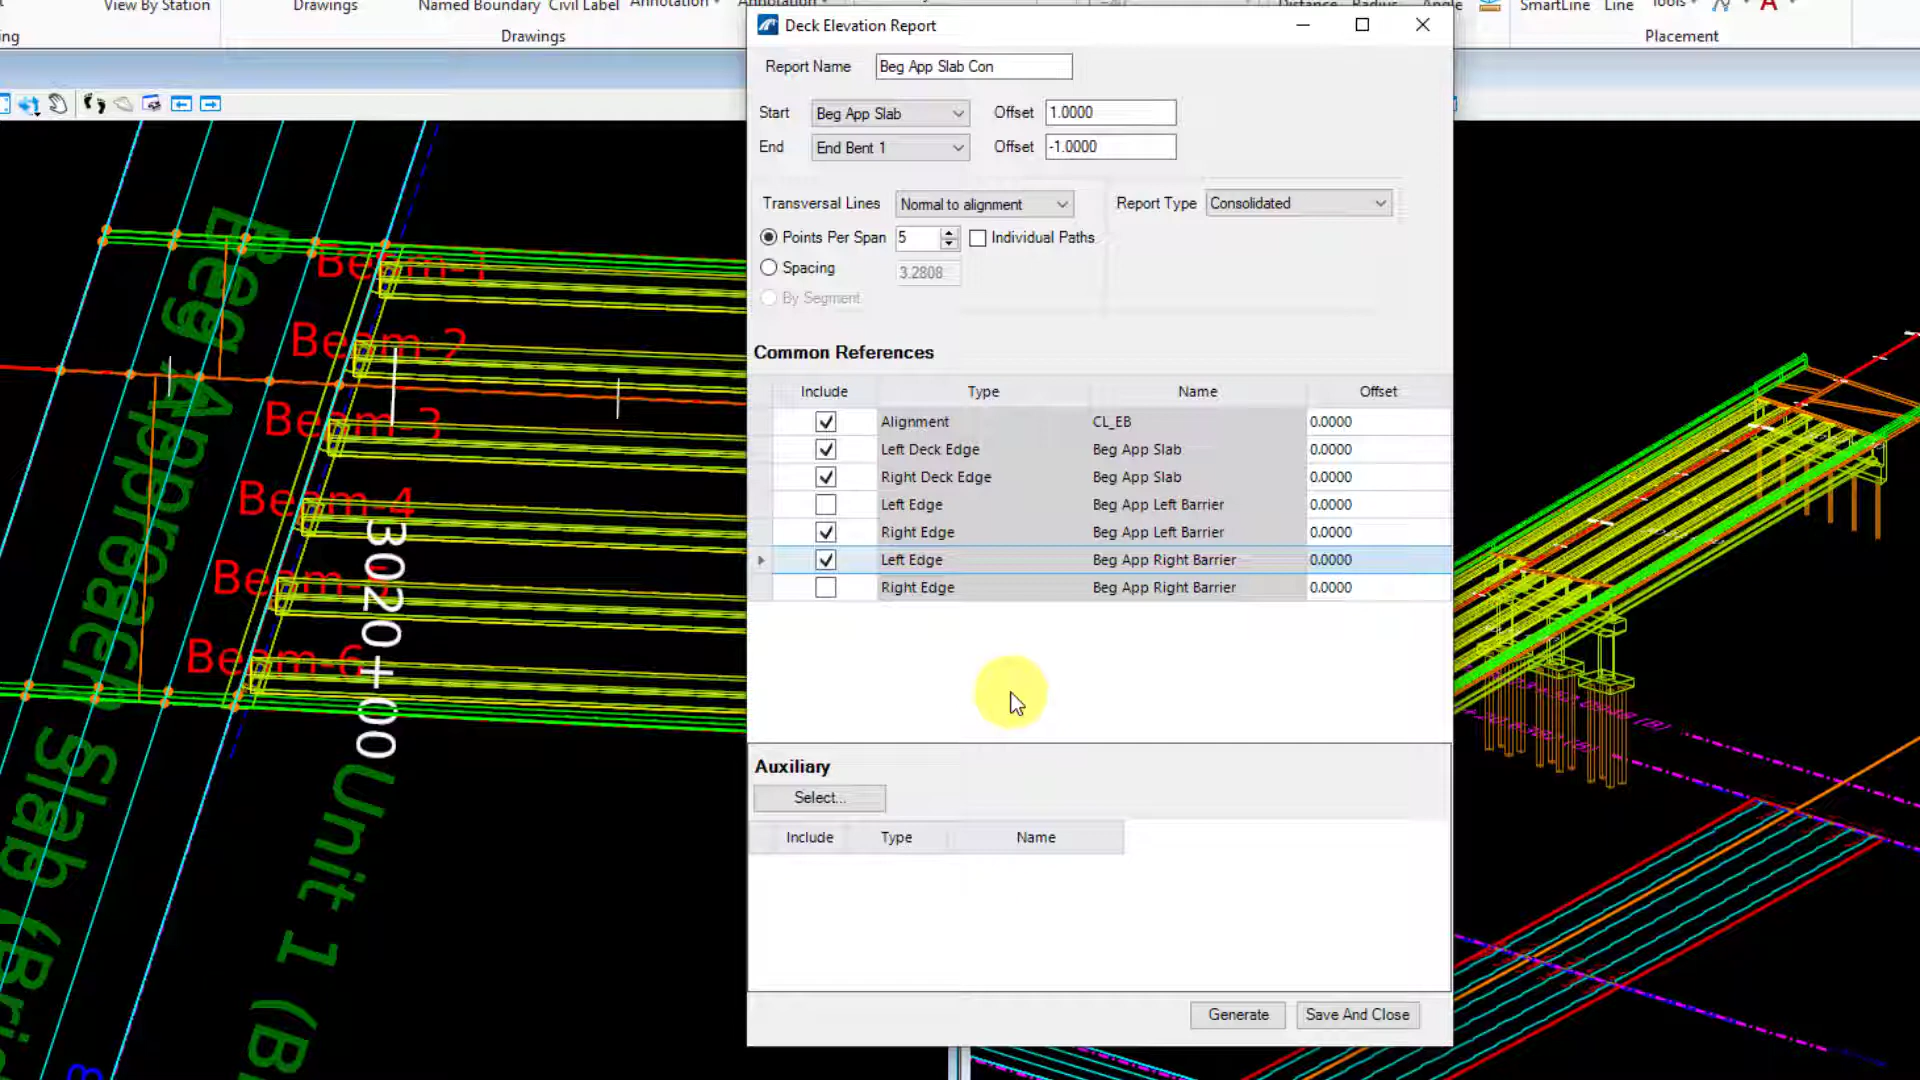 View By Station
Drawings
Named Boundary
Civil Label
Drawings
Distance
Radius
Angle
SmartLine
Line
Tools
Placement
Deck Elevation Report
Report Name
Beg App Slab Con
Start
Beg App Slab
Offset
1.0000
End
End Bent 1
Offset
-1.0000
Transversal Lines
Normal to alignment
Report Type
Consolidated
Points Per Span
5
Individual Paths
Spacing
3.2808
By Segment
Common References
Include Type Name Offset
Alignment CL_EB 0.0000
Left Deck Edge Beg App Slab 0.0000
Right Deck Edge Beg App Slab 0.0000
Left Edge Beg App Left Barrier 0.0000
Right Edge Beg App Left Barrier 0.0000
Left Edge Beg App Right Barrier 0.0000
Right Edge Beg App Right Barrier 0.0000
Auxiliary
Select...
Include Type Name
Generate
Save And Close
Beam-1
Beam-2
Beam-3
Beam-4
Beam-5
Beam-6
3020+00
Beg Approach Slab
Unit 1